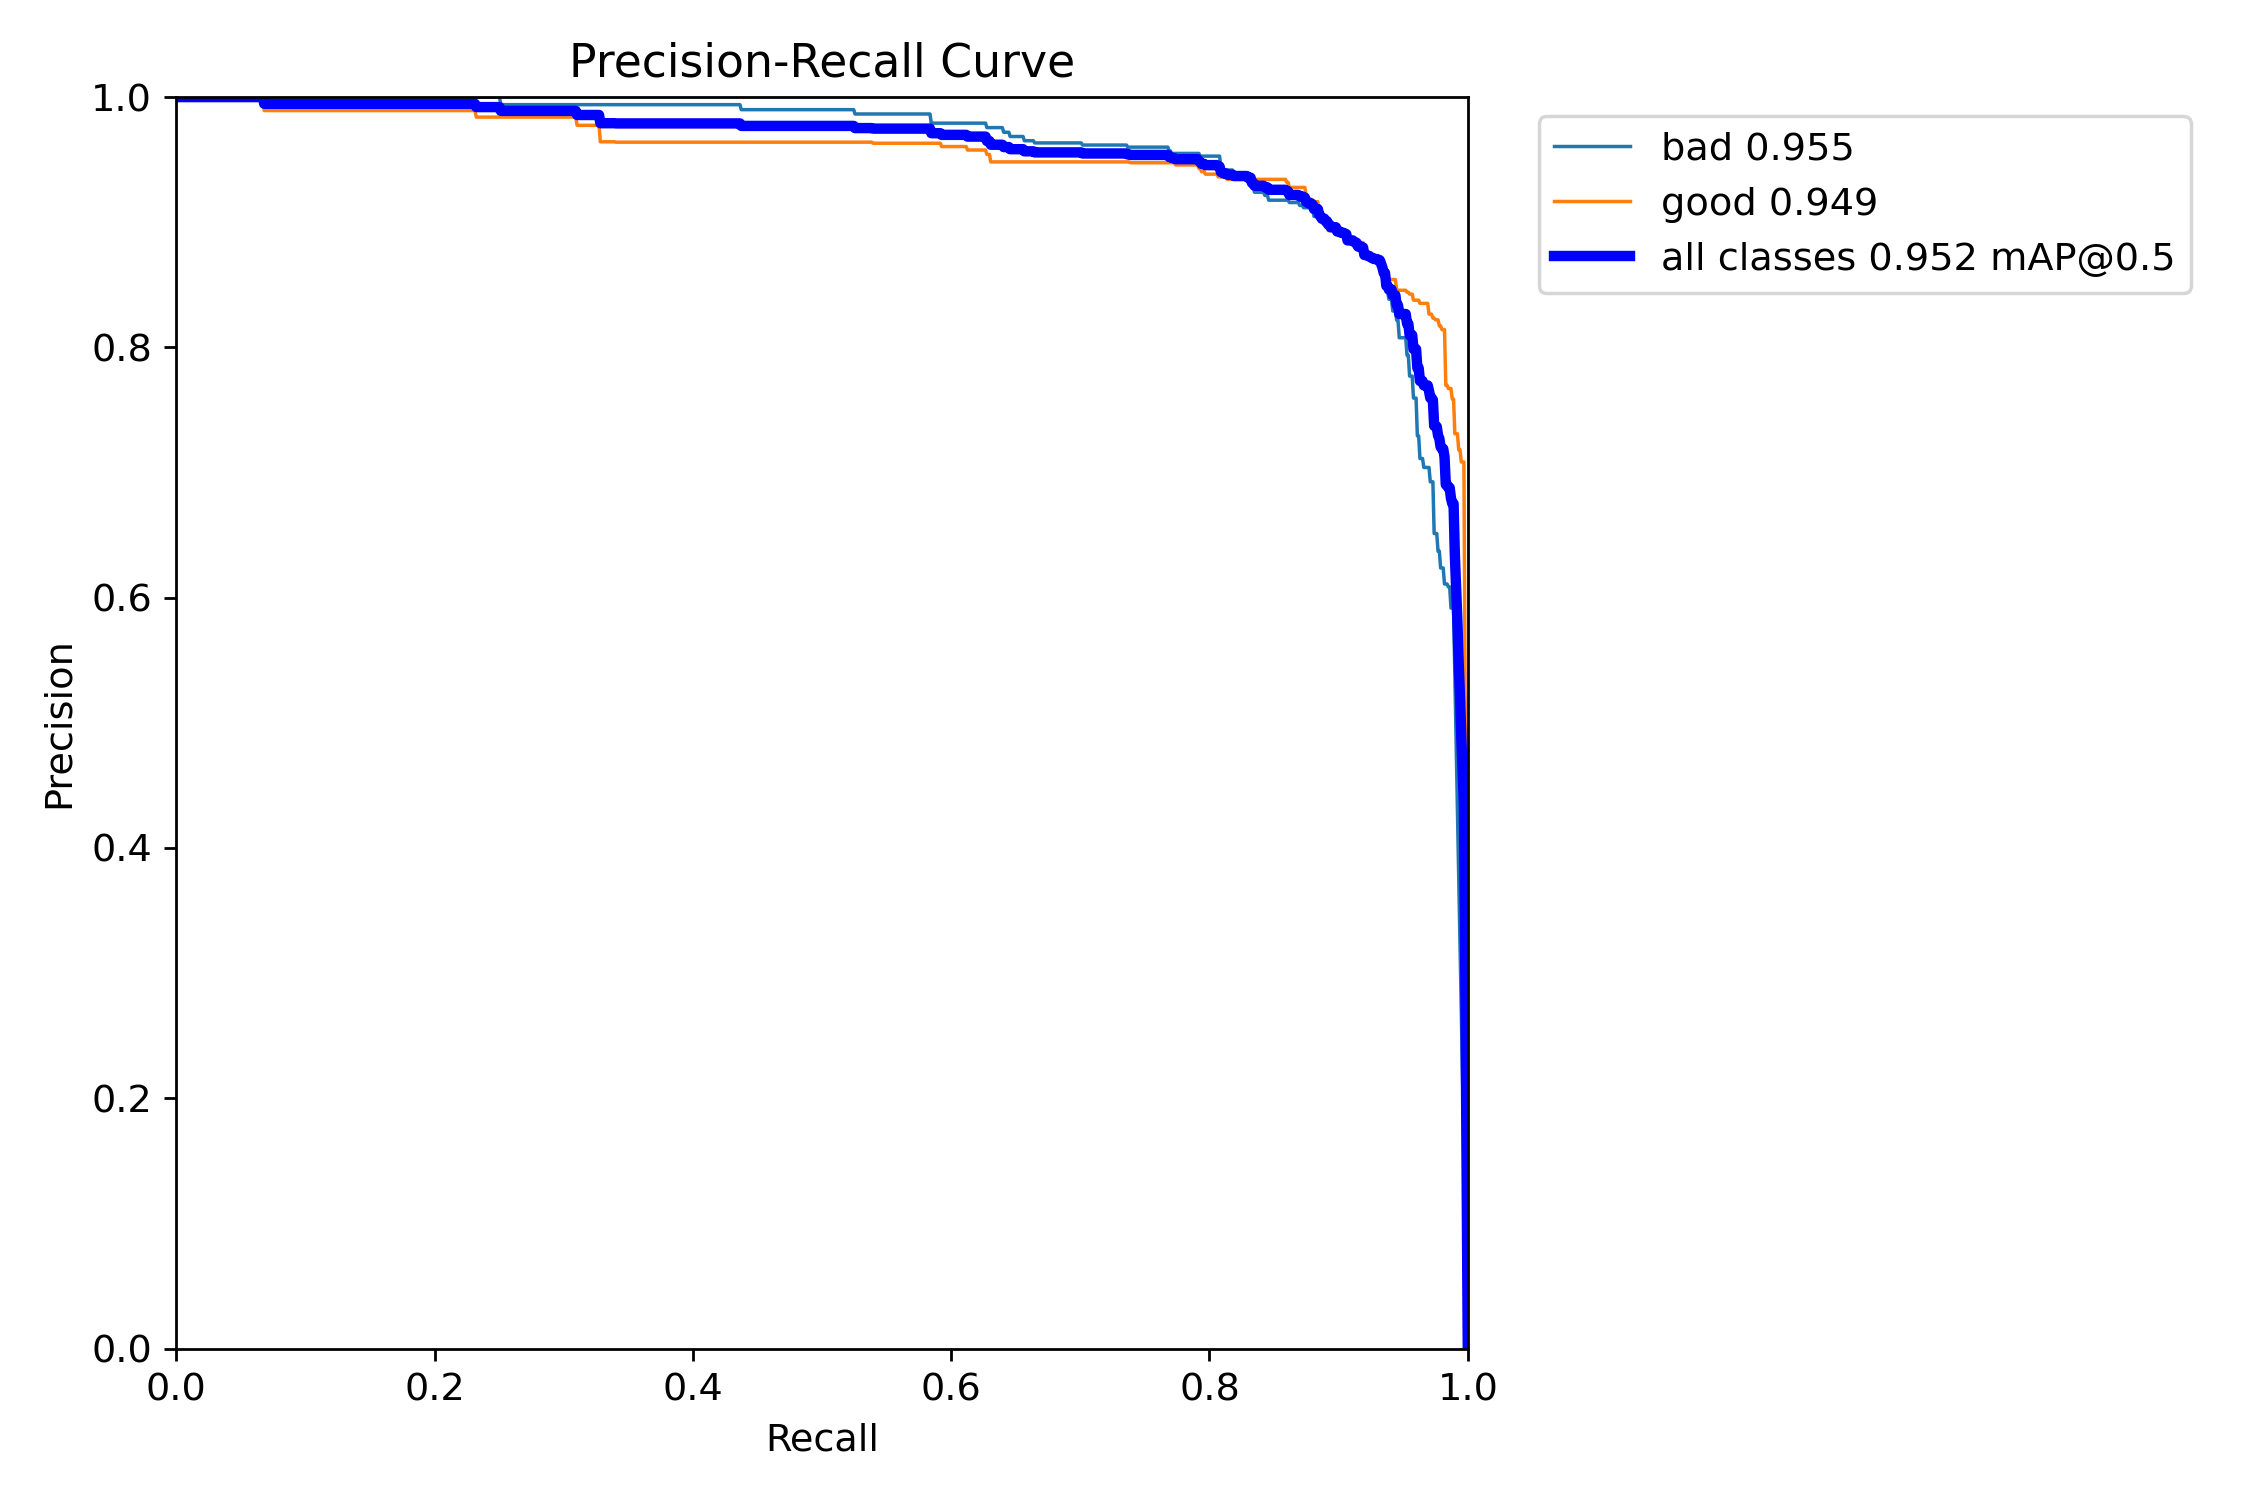 Precision-Recall Curve
1.0
0.8
0.6
0.4
0.2
0.0
Precision
0.0 0.2 0.4 0.6 0.8 1.0
Recall
bad 0.955
good 0.949
all classes 0.952 mAP@0.5